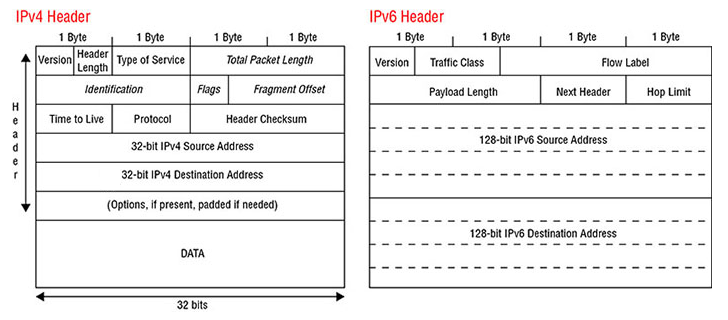 IPv4 Header
1 Byte 1 Byte 1 Byte 1 Byte
Version Header Length Type of Service Total Packet Length
Identification Flags Fragment Offset
Time to Live Protocol Header Checksum
32-bit IPv4 Source Address
32-bit IPv4 Destination Address
(Options, if present, padded if needed)
DATA
Header
32 bits
IPv6 Header
1 Byte 1 Byte 1 Byte 1 Byte
Version Traffic Class Flow Label
Payload Length Next Header Hop Limit
128-bit IPv6 Source Address
128-bit IPv6 Destination Address